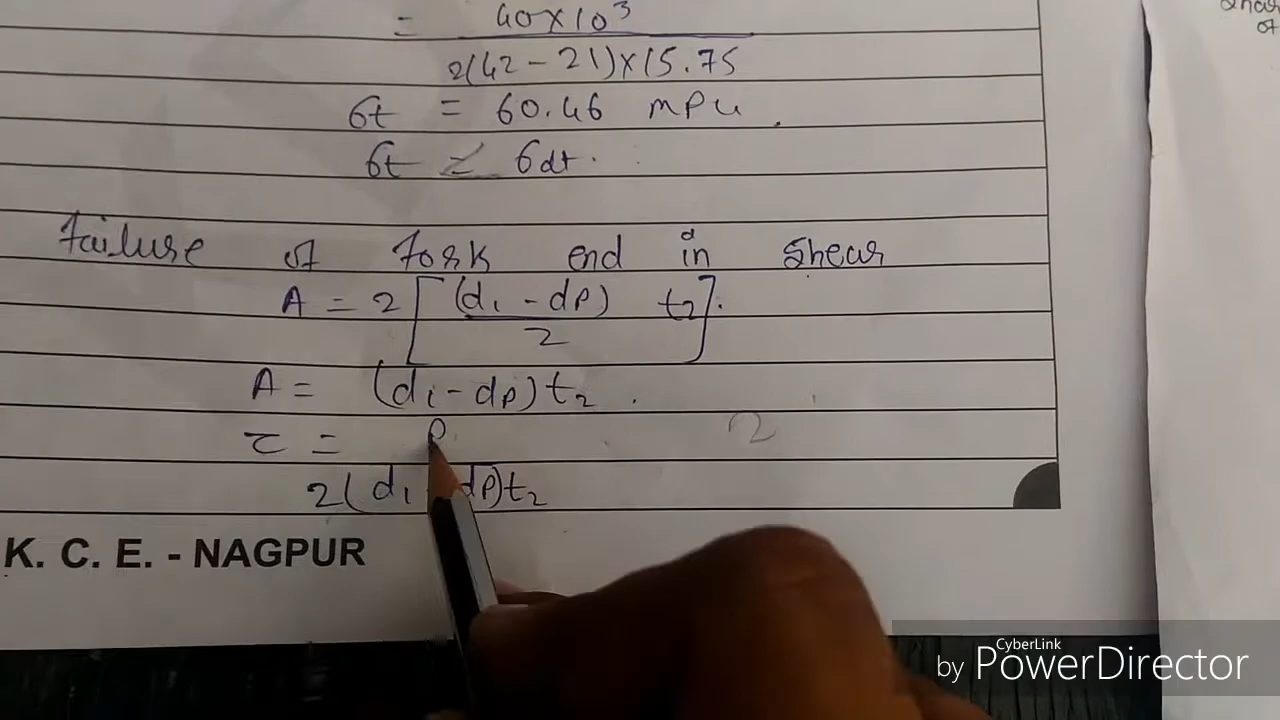 = 40×10³
2(42-21)×15.75
σt = 60.46 mPa.
σt < σdt.
Failure of fork end in shear
A = 2[(d₁-dp) t₂].
2
A = (d₁-dp)t₂.
τ = P
2(d₁ dp)t₂
2
K. C. E. - NAGPUR
CyberLink
by PowerDirector